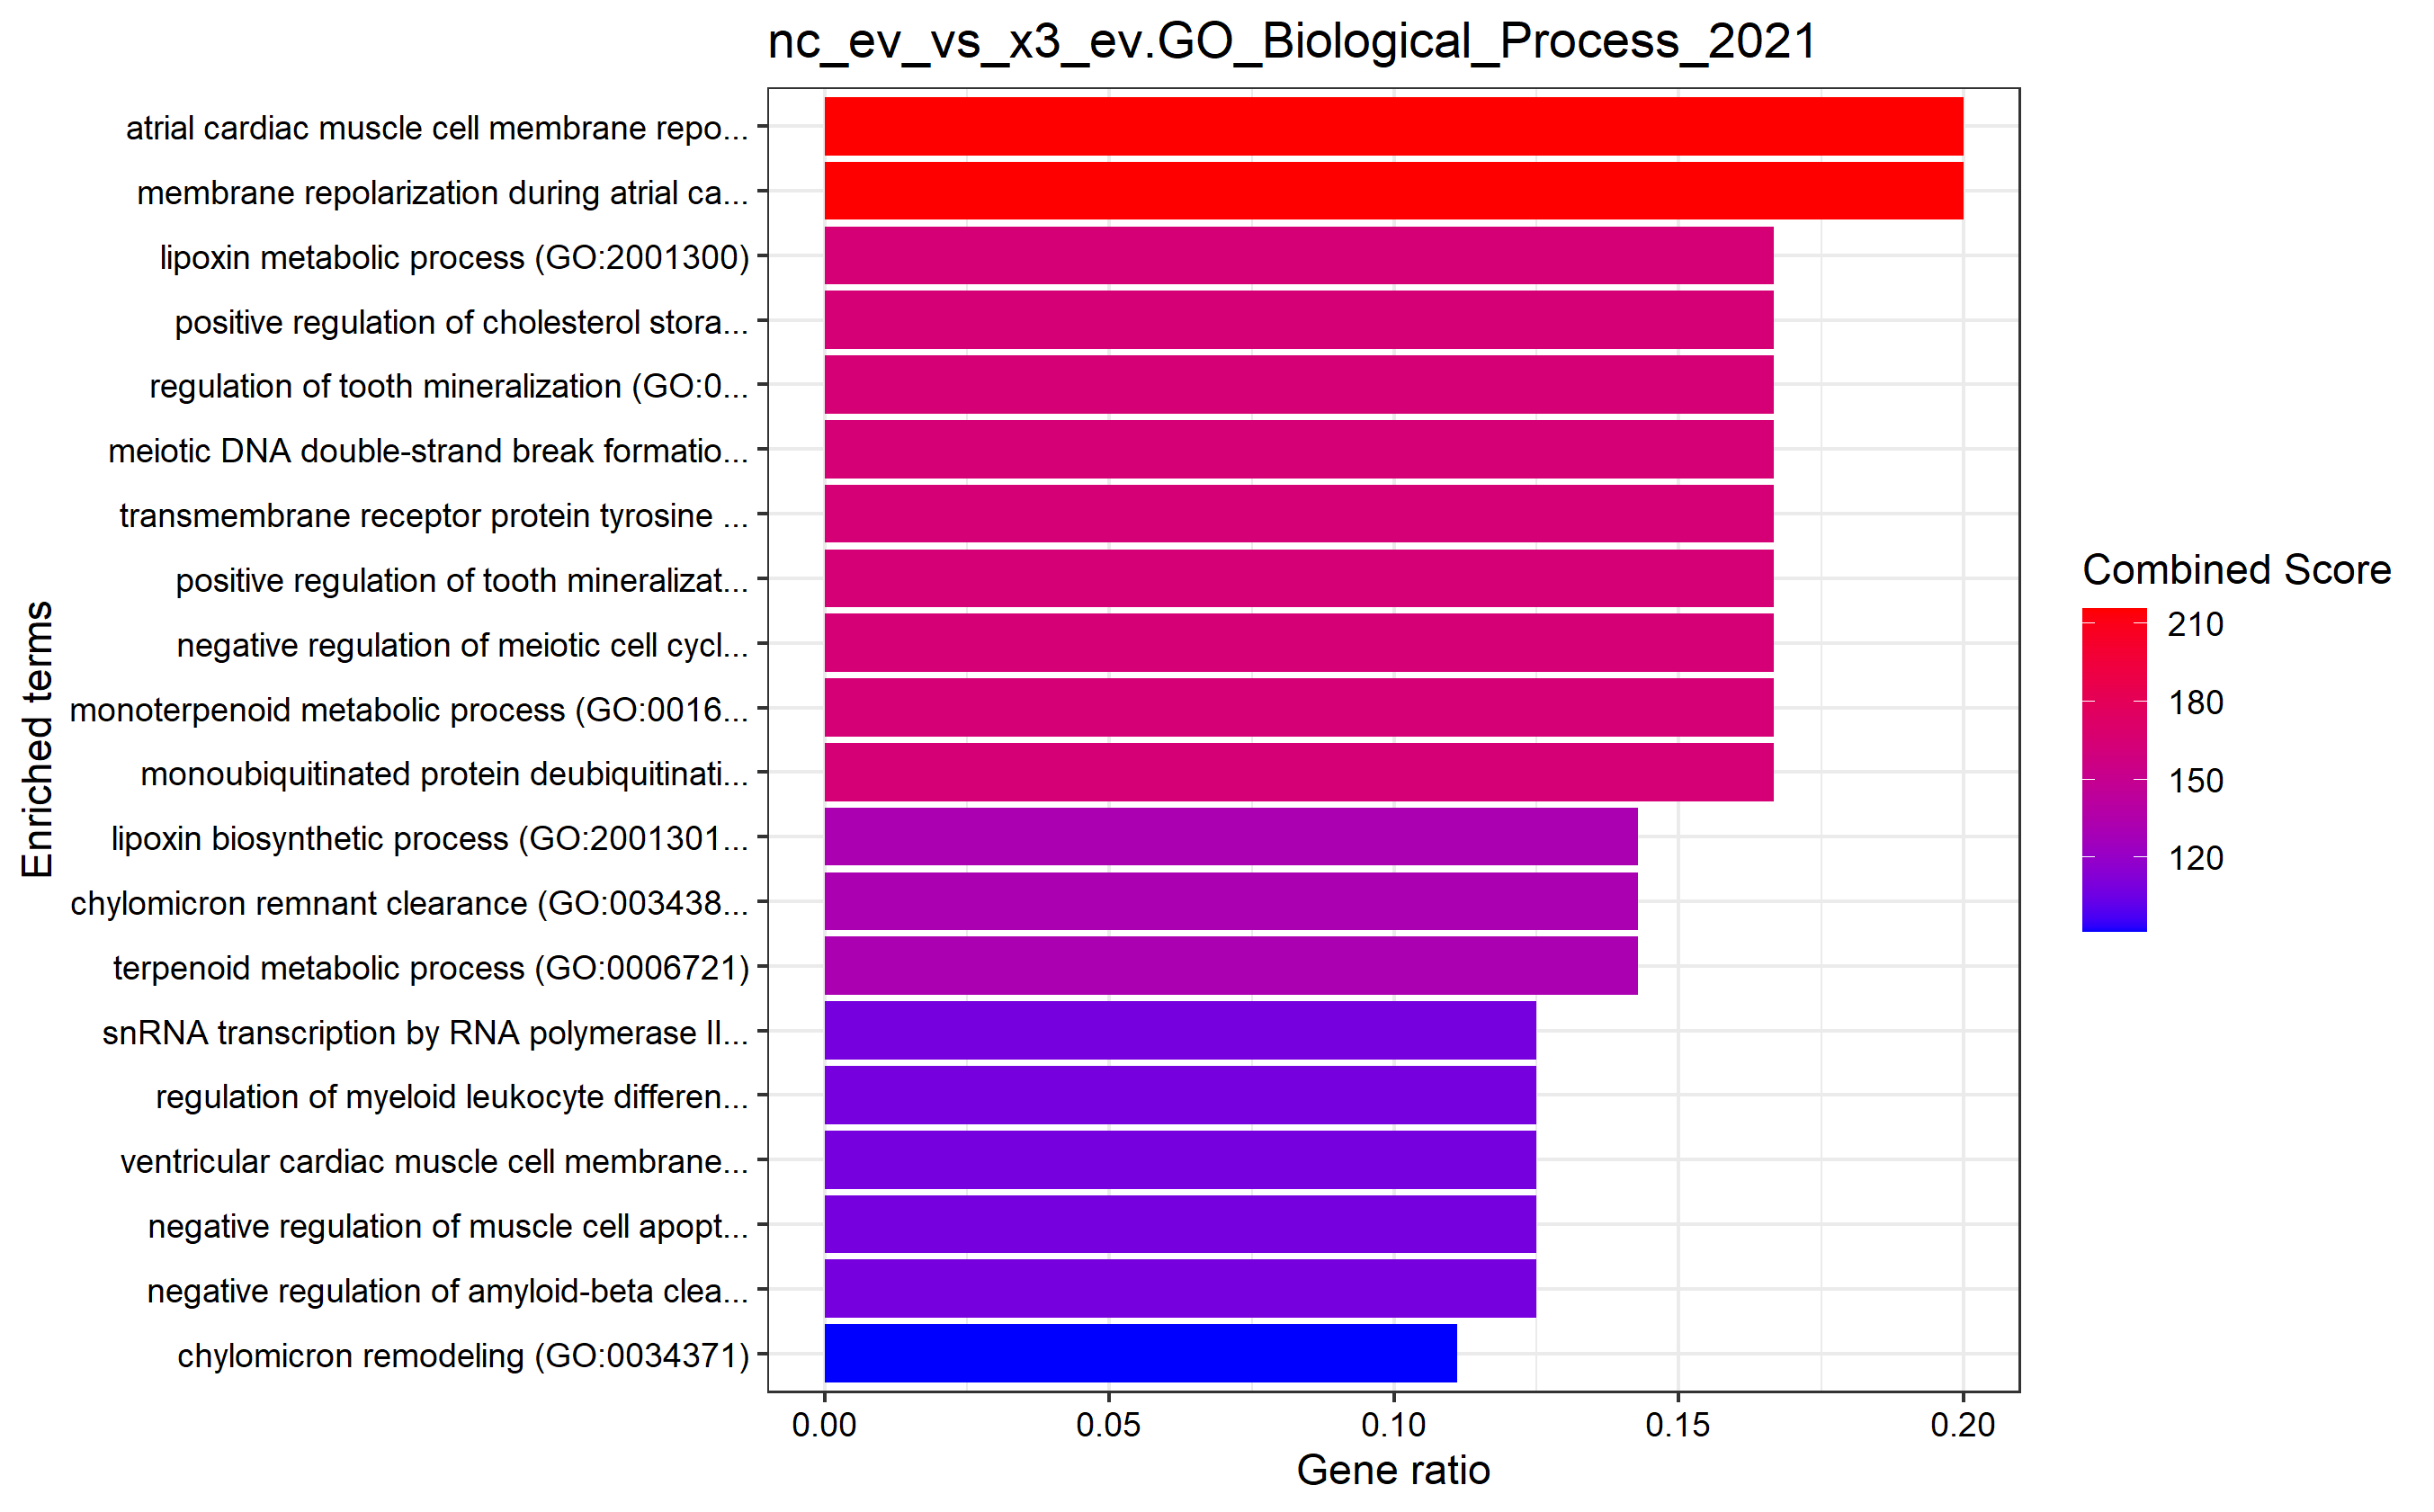 nc_ev_vs_x3_ev.GO_Biological_Process_2021
atrial cardiac muscle cell membrane repo...
membrane repolarization during atrial ca...
lipoxin metabolic process (GO:2001300)
positive regulation of cholesterol stora...
regulation of tooth mineralization (GO:0...
meiotic DNA double-strand break formatio...
transmembrane receptor protein tyrosine ...
positive regulation of tooth mineralizat...
negative regulation of meiotic cell cycl...
monoterpenoid metabolic process (GO:0016...
monoubiquitinated protein deubiquitinati...
lipoxin biosynthetic process (GO:2001301...
chylomicron remnant clearance (GO:003438...
terpenoid metabolic process (GO:0006721)
snRNA transcription by RNA polymerase II...
regulation of myeloid leukocyte differen...
ventricular cardiac muscle cell membrane...
negative regulation of muscle cell apopt...
negative regulation of amyloid-beta clea...
chylomicron remodeling (GO:0034371)
Enriched terms
0.00
0.05
0.10
0.15
0.20
Gene ratio
Combined Score
210
180
150
120